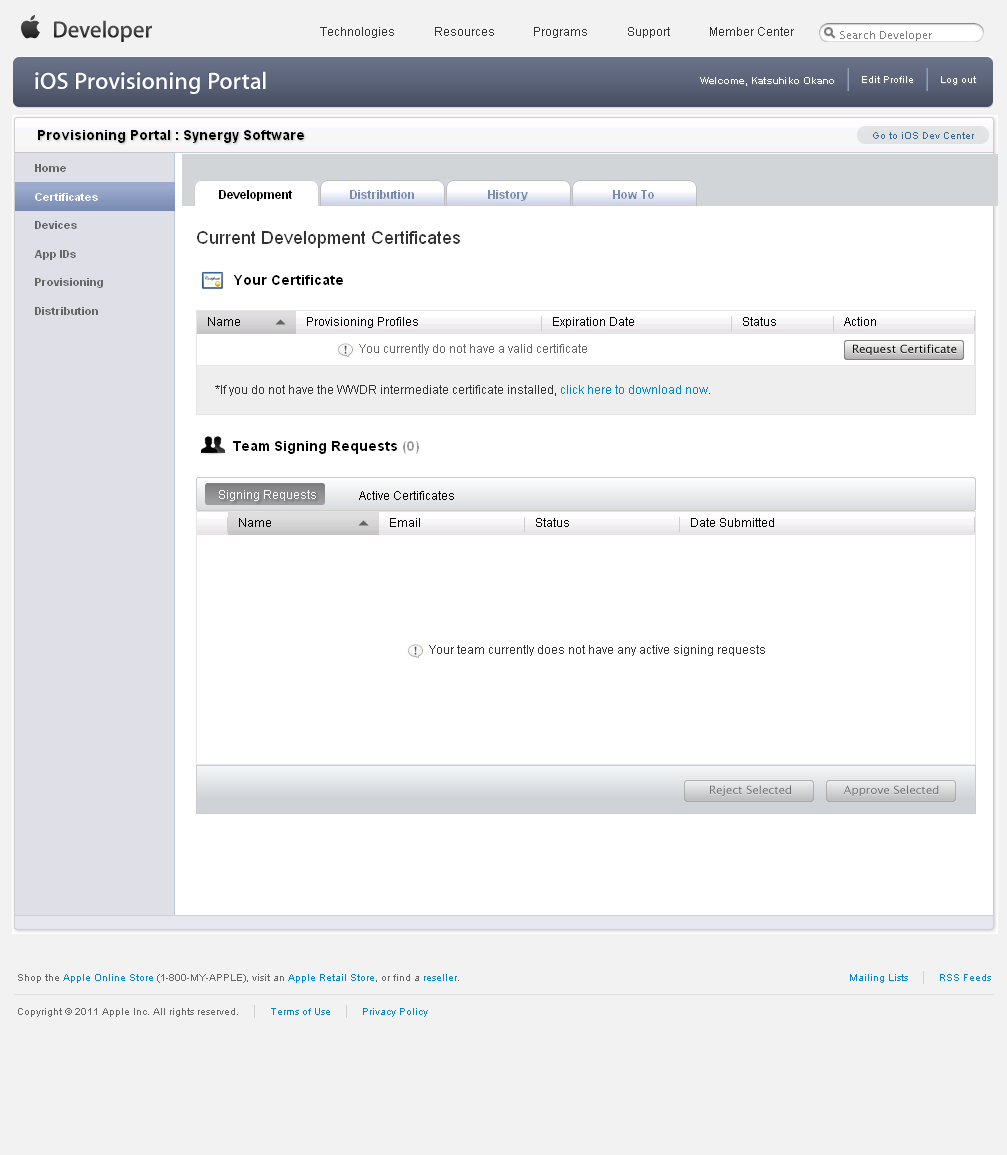 Developer
Technologies Resources Programs Support Member Center Search Developer
iOS Provisioning Portal
Welcome, Katsuhiko Okano Edit Profile Log out
Provisioning Portal : Synergy Software
Go to iOS Dev Center
Home
Certificates
Devices
App IDs
Provisioning
Distribution
Development Distribution History How To
Current Development Certificates
Your Certificate
Name Provisioning Profiles Expiration Date Status Action
You currently do not have a valid certificate Request Certificate
*If you do not have the WWDR intermediate certificate installed, click here to download now.
Team Signing Requests (0)
Signing Requests Active Certificates
Name Email Status Date Submitted
Your team currently does not have any active signing requests
Reject Selected Approve Selected
Shop the Apple Online Store (1-800-MY-APPLE), visit an Apple Retail Store, or find a reseller.
Mailing Lists RSS Feeds
Copyright © 2011 Apple Inc. All rights reserved. Terms of Use Privacy Policy